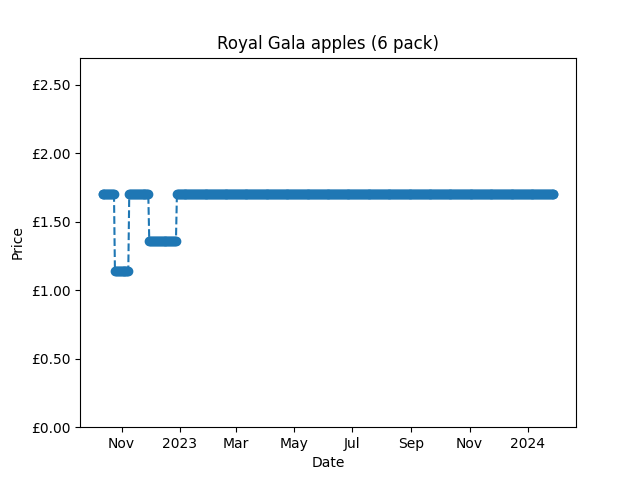 Royal Gala apples (6 pack)
£2.50
£2.00
£1.50
£1.00
£0.50
£0.00
Price
Nov 2023 Mar May Jul Sep Nov 2024
Date